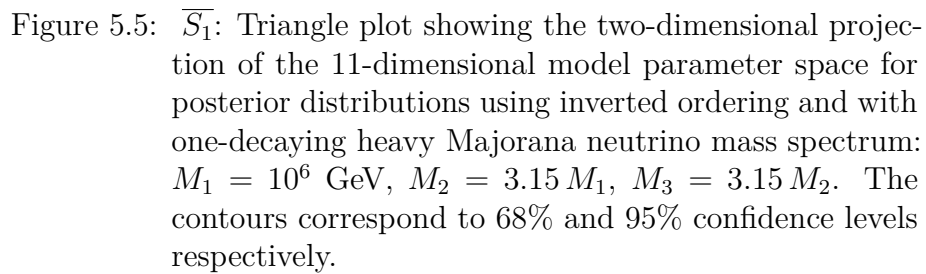 Figure 5.5: $\overline{S_1}$: Triangle plot showing the two-dimensional projec-
tion of the 11-dimensional model parameter space for
posterior distributions using inverted ordering and with
one-decaying heavy Majorana neutrino mass spectrum:
$M_1 = 10^6$ GeV, $M_2 = 3.15\,M_1$, $M_3 = 3.15\,M_2$. The
contours correspond to 68% and 95% confidence levels
respectively.